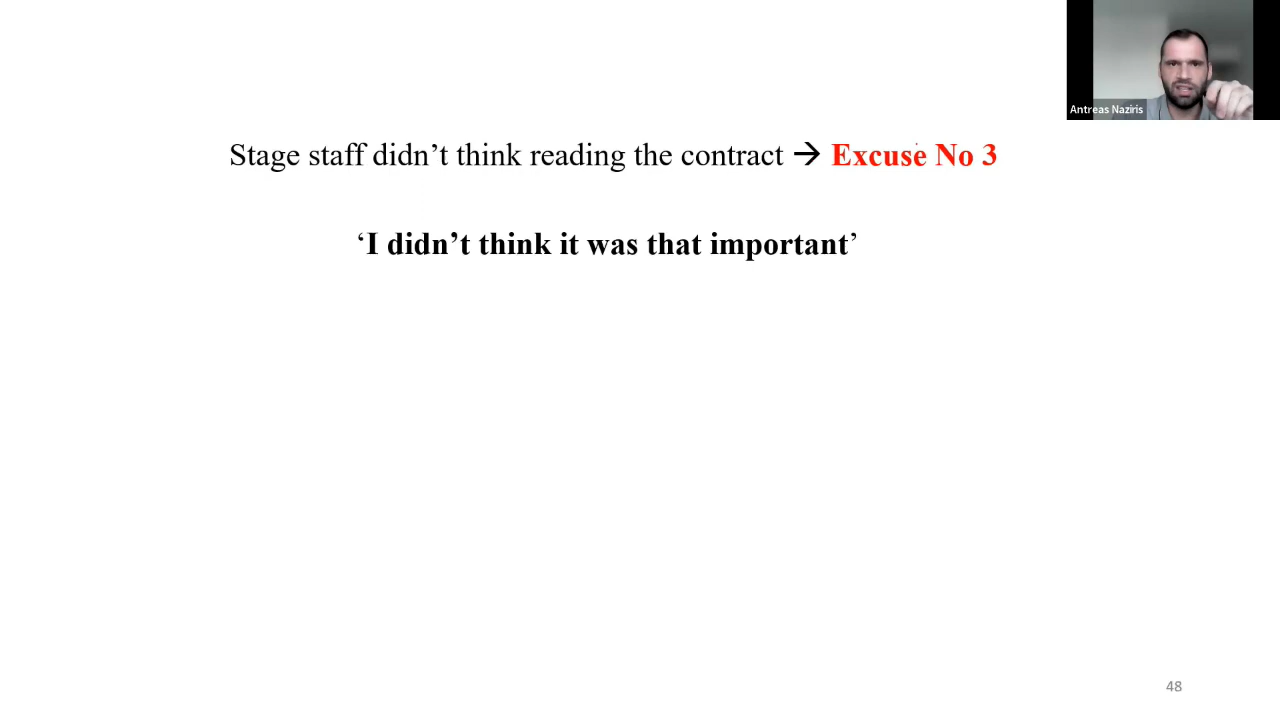 Antreas Naziris
Stage staff didn’t think reading the contract → Excuse No 3
‘I didn’t think it was that important’
48